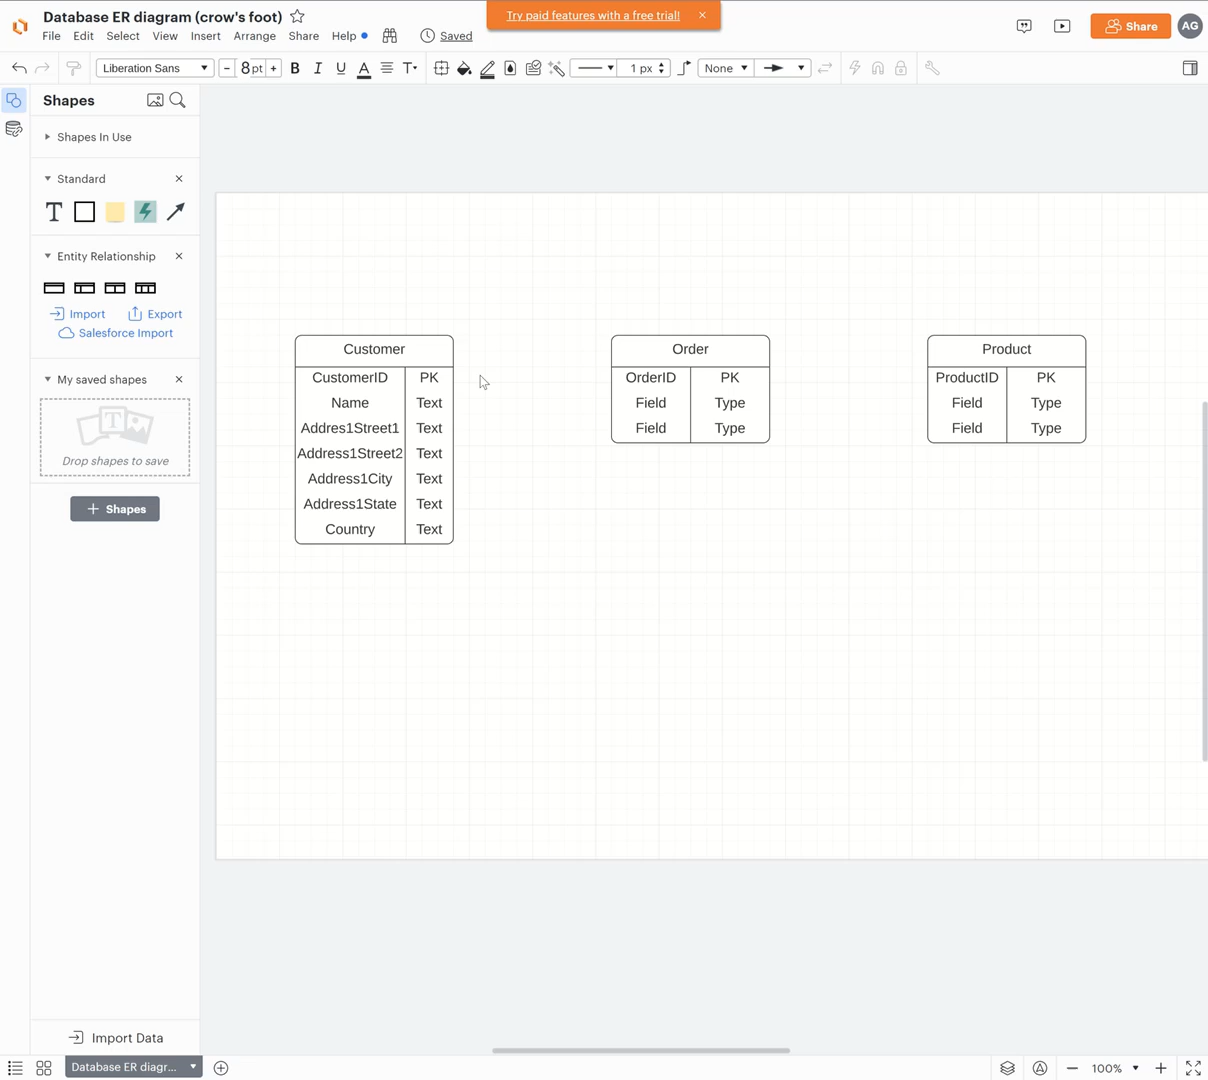 Database ER diagram (crow's foot)
Try paid features with a free trial!
Share
AG
File Edit Select View Insert Arrange Share Help Saved
Liberation Sans 8 pt B I U A T 1 px None
Shapes
Shapes In Use
Standard
T
Entity Relationship
Import Export
Salesforce Import
My saved shapes
T
Drop shapes to save
+ Shapes
Customer
CustomerID PK
Name Text
Addres1Street1 Text
Address1Street2 Text
Address1City Text
Address1State Text
Country Text
Order
OrderID PK
Field Type
Field Type
Product
ProductID PK
Field Type
Field Type
Import Data
Database ER diagr... 100%